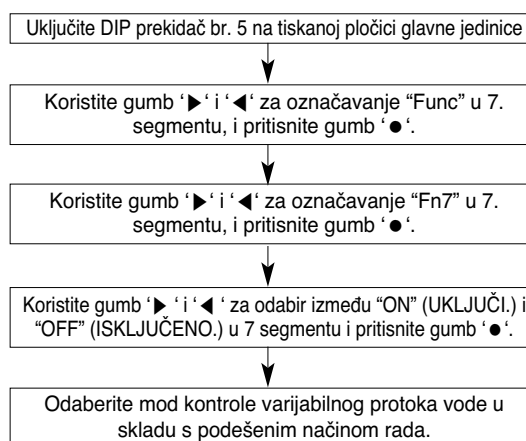 Uključite DIP prekidač br. 5 na tiskanoj pločici glavne jedinice
Koristite gumb ‘▶‘ i ‘◀‘ za označavanje “Func” u 7.
segmentu, i pritisnite gumb ‘●‘.
Koristite gumb ‘▶‘ i ‘◀‘ za označavanje “Fn7” u 7.
segmentu, i pritisnite gumb ‘●‘.
Koristite gumb ‘▶ ‘ i ‘◀ ‘ za odabir između “ON” (UKLJUČI.) i
“OFF” (ISKLJUČENO.) u 7 segmentu i pritisnite gumb ‘●‘.
Odaberite mod kontrole varijabilnog protoka vode u
skladu s podešenim načinom rada.